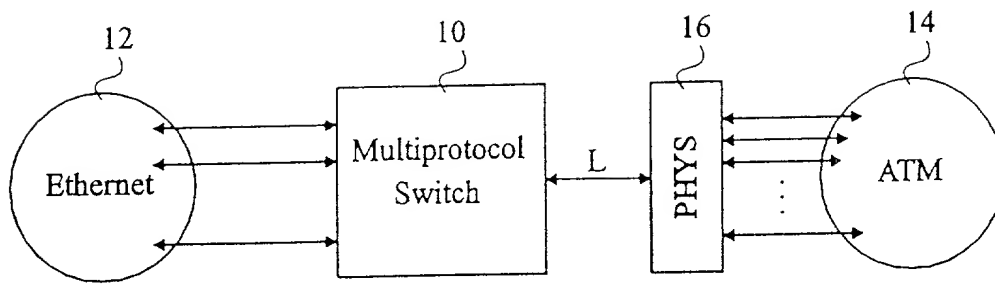 12
10
16
14
Ethernet
Multiprotocol
Switch
L
PHYS
ATM